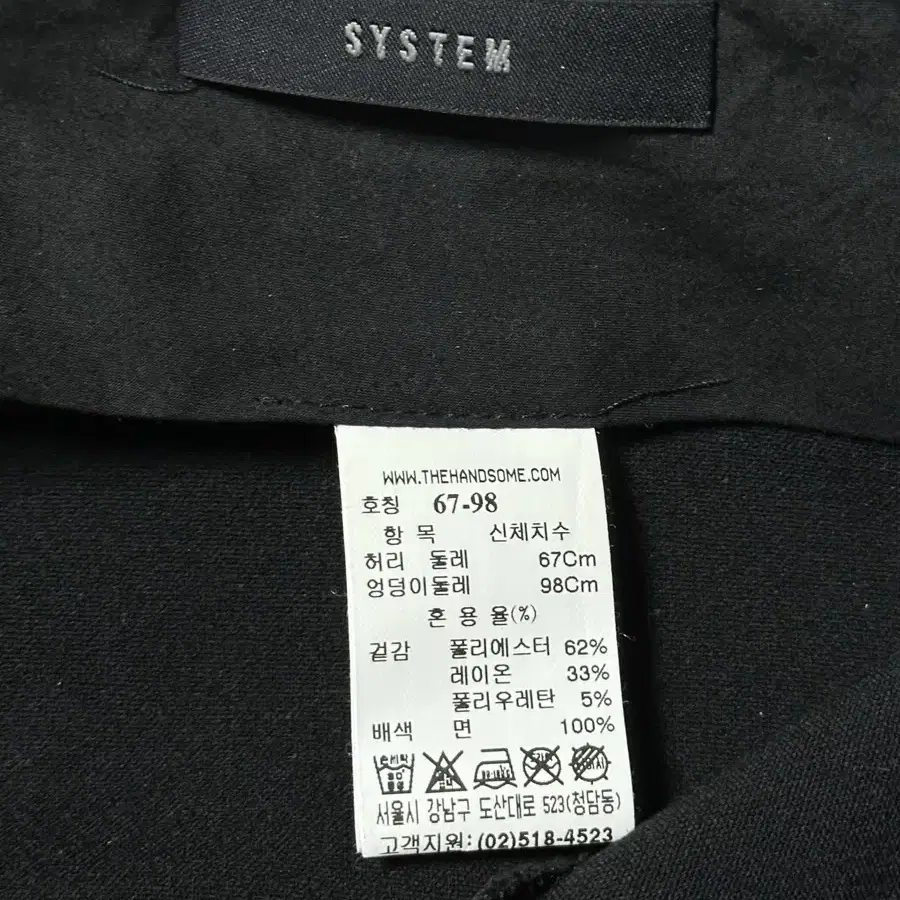 SYSTEM
WWW.THEHANDSOME.COM
호칭 67-98
항 목 신체치수
허리 둘레 67Cm
엉덩이둘레 98Cm
혼 용 율(%)
겉감 폴리에스터 62%
레이온 33%
폴리우레탄 5%
배색 면 100%
서울시 강남구 도산대로 523(청담동)
고객지원: (02)518-4523